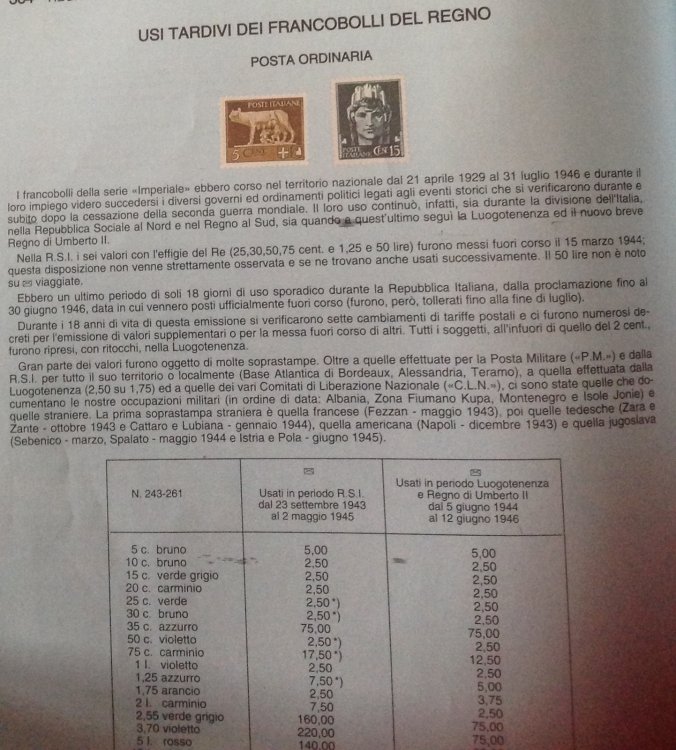 USI TARDIVI DEI FRANCOBOLLI DEL REGNO
POSTA ORDINARIA
POSTE ITALIANE
5 CENT
POSTE ITALIANE CENT 15
I francobolli della serie «Imperiale» ebbero corso nel territorio nazionale dal 21 aprile 1929 al 31 luglio 1946 e durante il
loro impiego videro succedersi i diversi governi ed ordinamenti politici legati agli eventi storici che si verificarono durante e
subito dopo la cessazione della seconda guerra mondiale. Il loro uso continuò, infatti, sia durante la divisione dell'Italia,
nella Repubblica Sociale al Nord e nel Regno al Sud, sia quando a quest'ultimo seguì la Luogotenenza ed il nuovo breve
Regno di Umberto II.
Nella R.S.I. i sei valori con l'effigie del Re (25,30,50,75 cent. e 1,25 e 50 lire) furono messi fuori corso il 15 marzo 1944;
questa disposizione non venne strettamente osservata e se ne trovano anche usati successivamente. Il 50 lire non è noto
su ✉ viaggiate.
Ebbero un ultimo periodo di soli 18 giorni di uso sporadico durante la Repubblica Italiana, dalla proclamazione fino al
30 giugno 1946, data in cui vennero posti ufficialmente fuori corso (furono, però, tollerati fino alla fine di luglio).
Durante i 18 anni di vita di questa emissione si verificarono sette cambiamenti di tariffe postali e ci furono numerosi de-
creti per l'emissione di valori supplementari o per la messa fuori corso di altri. Tutti i soggetti, all'infuori di quello del 2 cent.,
furono ripresi, con ritocchi, nella Luogotenenza.
Gran parte dei valori furono oggetto di molte soprastampe. Oltre a quelle effettuate per la Posta Militare («P.M.») e dalla
R.S.I. per tutto il suo territorio o localmente (Base Atlantica di Bordeaux, Alessandria, Teramo), a quella effettuata dalla
Luogotenenza (2,50 su 1,75) ed a quelle dei vari Comitati di Liberazione Nazionale («C.L.N.»), ci sono state quelle che do-
cumentano le nostre occupazioni militari (in ordine di data: Albania, Zona Fiumano Kupa, Montenegro e Isole Jonie) e
quelle straniere. La prima soprastampa straniera è quella francese (Fezzan - maggio 1943), poi quelle tedesche (Zara e
Zante - ottobre 1943 e Cattaro e Lubiana - gennaio 1944), quella americana (Napoli - dicembre 1943) e quella jugoslava
(Sebenico - marzo, Spalato - maggio 1944 e Istria e Pola - giugno 1945).
N. 243-261
✉
Usati in periodo R.S.I.
dal 23 settembre 1943
al 2 maggio 1945
✉
Usati in periodo Luogotenenza
e Regno di Umberto II
dal 5 giugno 1944
al 12 giugno 1946
5 c. bruno 5,00 5,00
10 c. bruno 2,50 2,50
15 c. verde grigio 2,50 2,50
20 c. carminio 2,50 2,50
25 c. verde 2,50*) 2,50
30 c. bruno 2,50*) 2,50
35 c. azzurro 75,00 75,00
50 c. violetto 2,50*) 2,50
75 c. carminio 17,50*) 12,50
1 l. violetto 2,50 2,50
1,25 azzurro 7,50*) 5,00
1,75 arancio 2,50 3,75
2 l. carminio 7,50 2,50
2,55 verde grigio 160,00 75,00
3,70 violetto 220,00 75,00
5 l. rosso 140,00